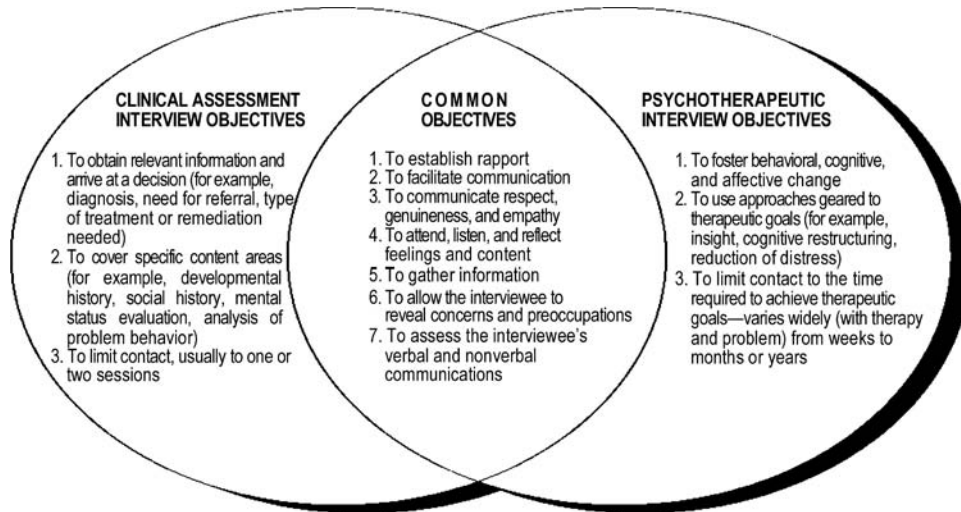 CLINICAL ASSESSMENT
INTERVIEW OBJECTIVES
1. To obtain relevant information and
arrive at a decision (for example,
diagnosis, need for referral, type
of treatment or remediation
needed)
2. To cover specific content areas
(for example, developmental
history, social history, mental
status evaluation, analysis of
problem behavior)
3. To limit contact, usually to one or
two sessions
COMMON
OBJECTIVES
1. To establish rapport
2. To facilitate communication
3. To communicate respect,
genuineness, and empathy
4. To attend, listen, and reflect
feelings and content
5. To gather information
6. To allow the interviewee to
reveal concerns and preoccupations
7. To assess the interviewee's
verbal and nonverbal
communications
PSYCHOTHERAPEUTIC
INTERVIEW OBJECTIVES
1. To foster behavioral, cognitive,
and affective change
2. To use approaches geared to
therapeutic goals (for example,
insight, cognitive restructuring,
reduction of distress)
3. To limit contact to the time
required to achieve therapeutic
goals—varies widely (with therapy
and problem) from weeks to
months or years